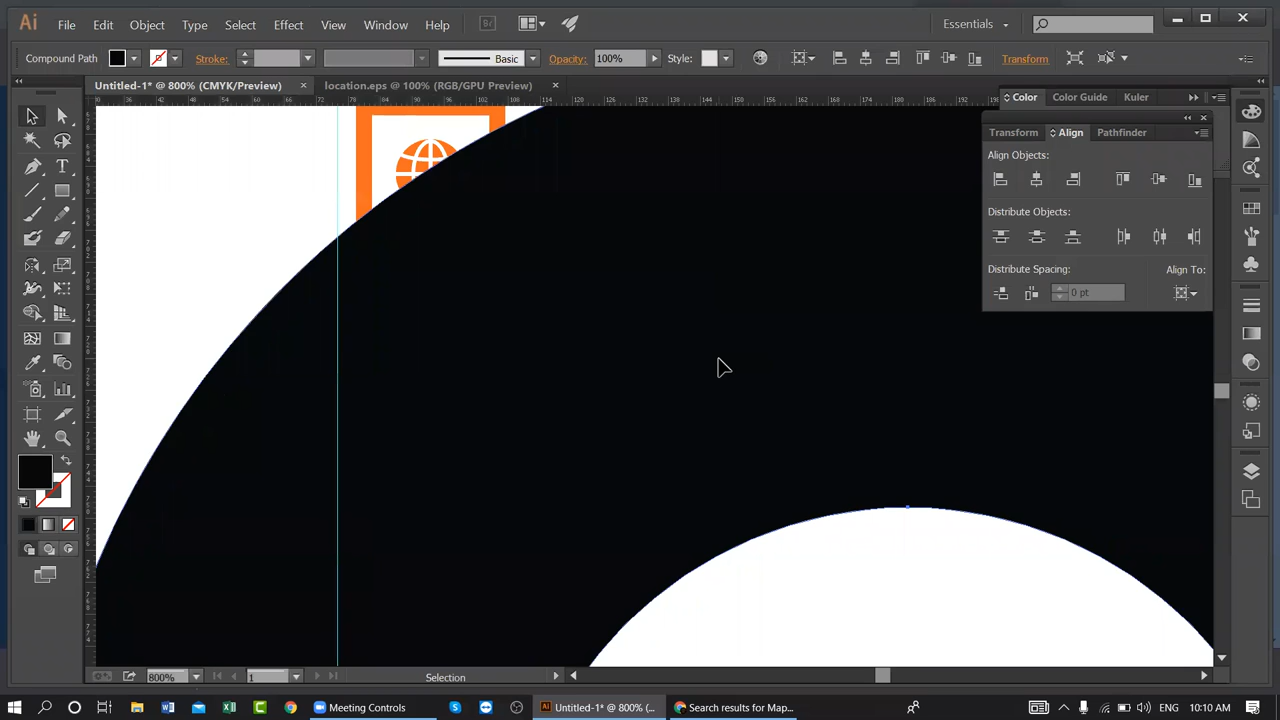 Ai File Edit Object Type Select Effect View Window Help Br Essentials
Compound Path Stroke: Basic Opacity: 100% Style: Transform
Untitled-1* @ 800% (CMYK/Preview) location.eps @ 100% (RGB/GPU Preview)
Color Color Guide Kuler
Transform Align Pathfinder
Align Objects:
Distribute Objects:
Distribute Spacing: Align To:
0 pt
800% 1 Selection
Meeting Controls Untitled-1* @ 800% (... Search results for Map... ENG 10:10 AM